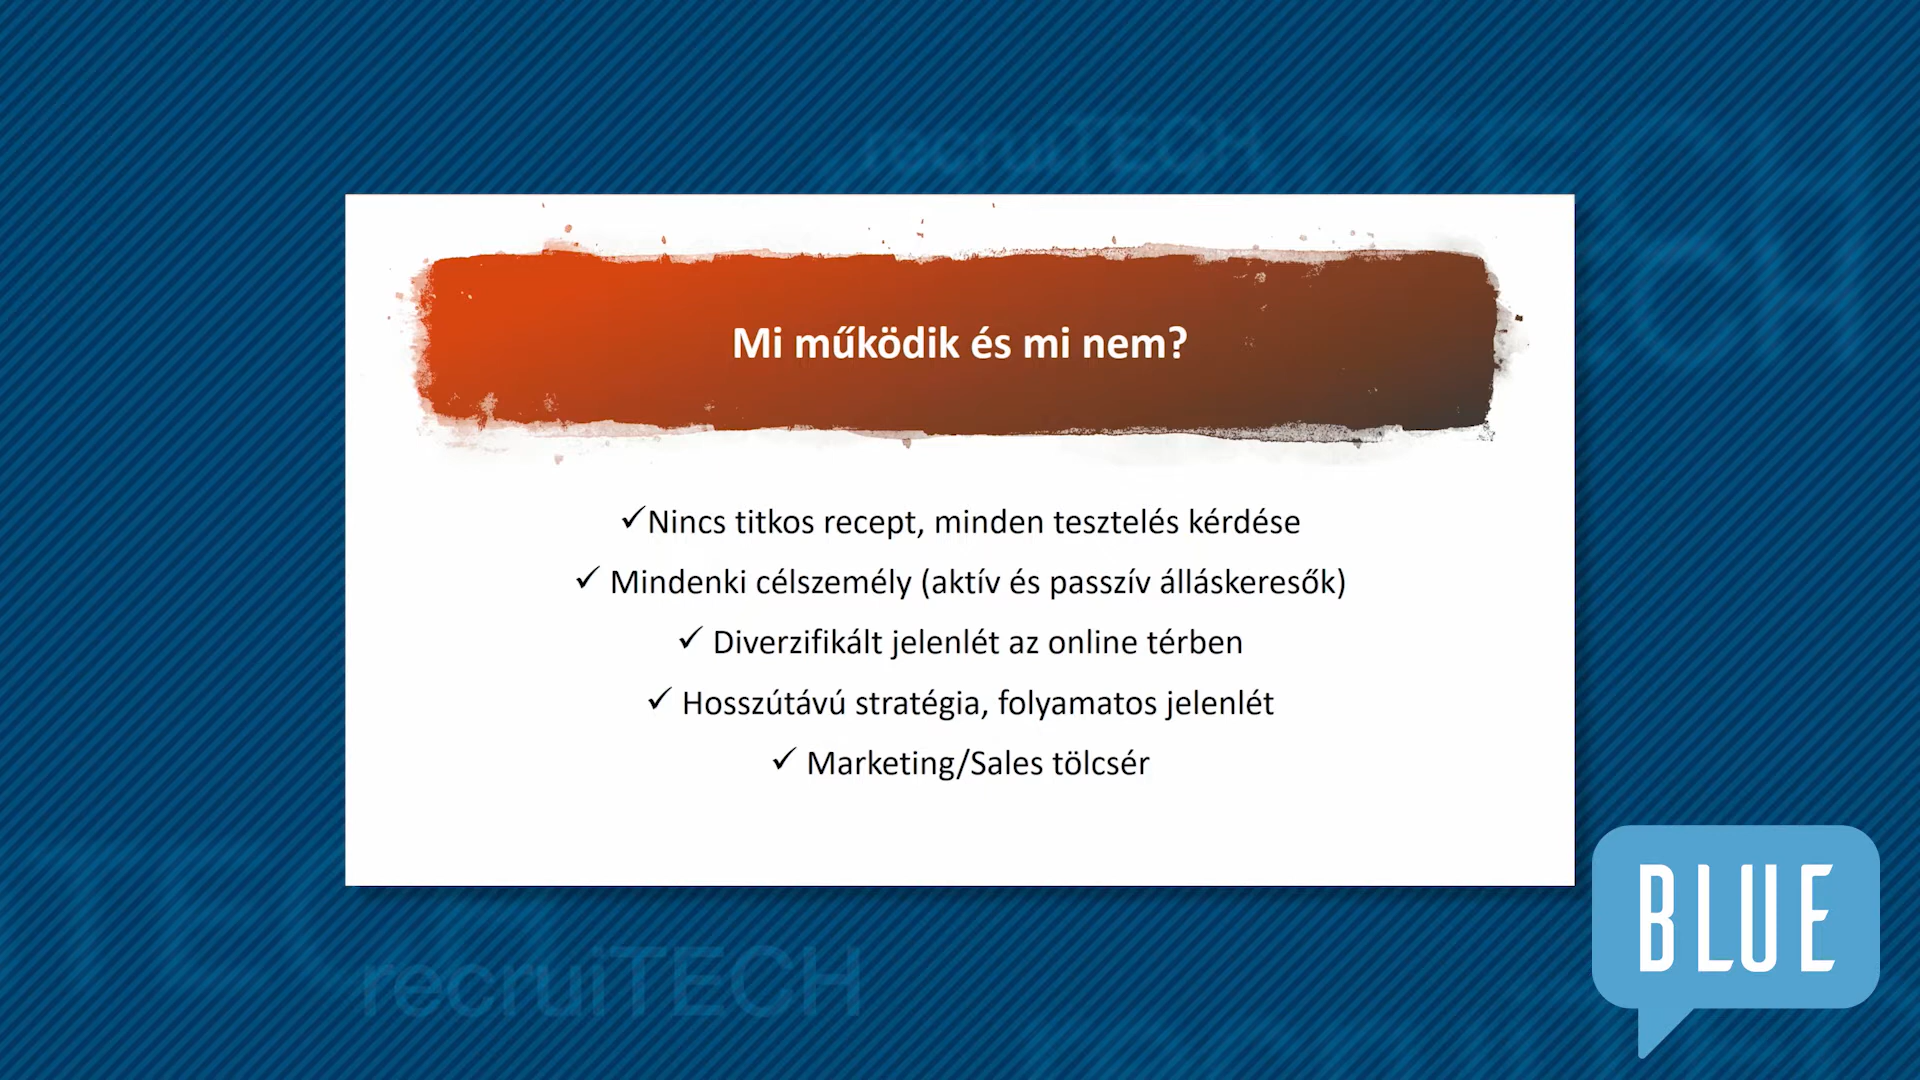 recruiTECH
Mi működik és mi nem?
✓Nincs titkos recept, minden tesztelés kérdése
✓ Mindenki célszemély (aktív és passzív álláskeresők)
✓ Diverzifikált jelenlét az online térben
✓ Hosszútávú stratégia, folyamatos jelenlét
✓ Marketing/Sales tölcsér
BLUE
recruiTECH